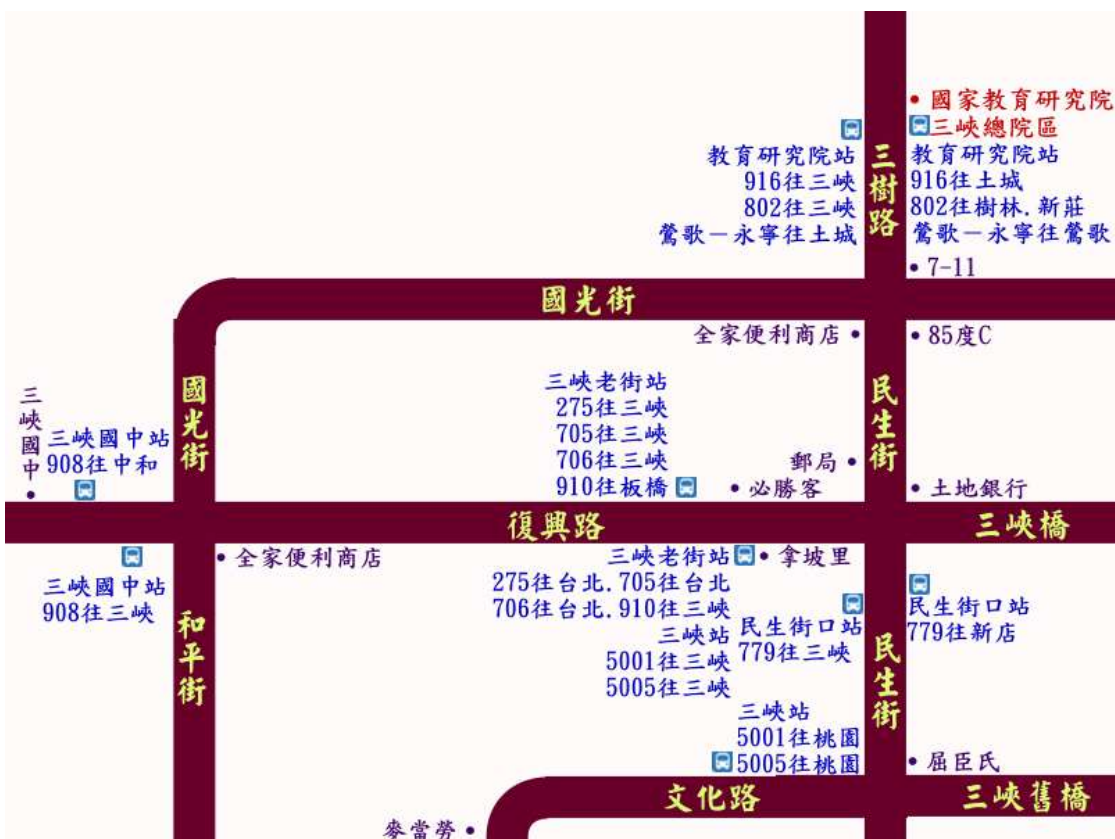 • 國家教育研究院
三峽總院區
教育研究院站
916往三峽
802往三峽
鶯歌－永寧往土城
三樹路
教育研究院站
916往土城
802往樹林.新莊
鶯歌－永寧往鶯歌
• 7-11
國光街
全家便利商店 •
• 85度C
三峽國中 •
三峽國中站
908往中和
國光街
三峽老街站
275往三峽
705往三峽
706往三峽
910往板橋
民生街
郵局 •
• 必勝客
• 土地銀行
復興路
三峽橋
三峽國中站
908往三峽
• 全家便利商店
和平街
三峽老街站
275往台北.705往台北
706往台北.910往三峽
• 拿坡里
三峽站
5001往三峽
5005往三峽
民生街口站
779往三峽
民生街
民生街口站
779往新店
三峽站
5001往桃園
5005往桃園
• 屈臣氏
文化路
三峽舊橋
麥當勞 •